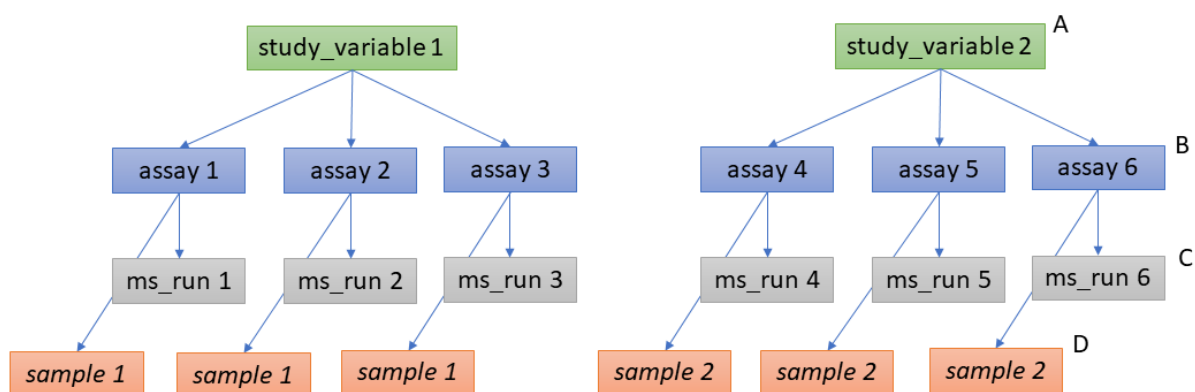 study_variable 1
study_variable 2
A
assay 1
assay 2
assay 3
assay 4
assay 5
assay 6
B
ms_run 1
ms_run 2
ms_run 3
ms_run 4
ms_run 5
ms_run 6
C
sample 1
sample 1
sample 1
sample 2
sample 2
sample 2
D